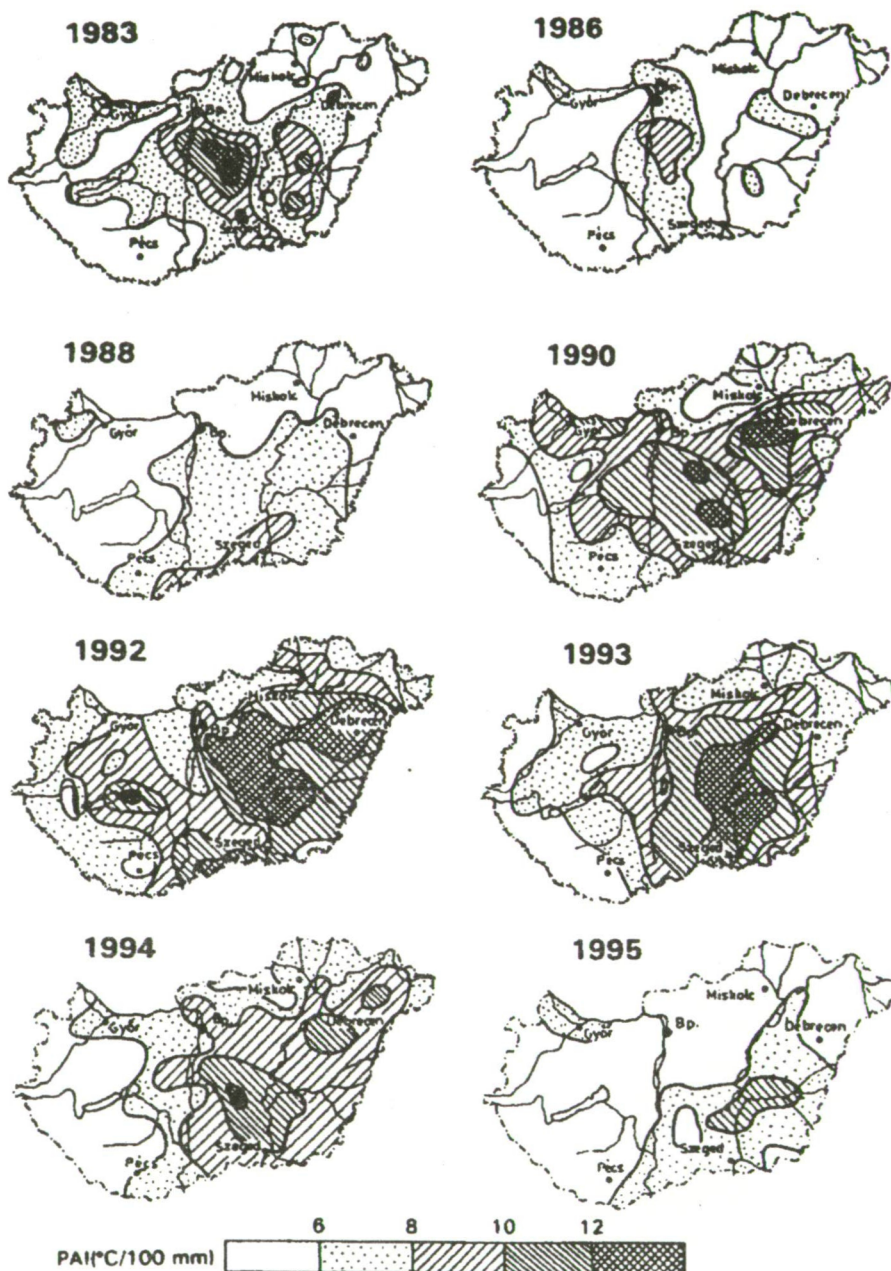 1983
Miskolc
Győr
Bp.
Debrecen
Szeged
Pécs
1986
Miskolc
Győr
Bp.
Debrecen
Szeged
Pécs
1988
Miskolc
Győr
Bp.
Debrecen
Szeged
Pécs
1990
Miskolc
Győr
Bp.
Debrecen
Szeged
Pécs
1992
Miskolc
Győr
Bp.
Debrecen
Szeged
Pécs
1993
Miskolc
Győr
Bp.
Debrecen
Szeged
Pécs
1994
Miskolc
Győr
Bp.
Debrecen
Szeged
Pécs
1995
Miskolc
Győr
Bp.
Debrecen
Szeged
Pécs
6 8 10 12
PAI(°C/100 mm)